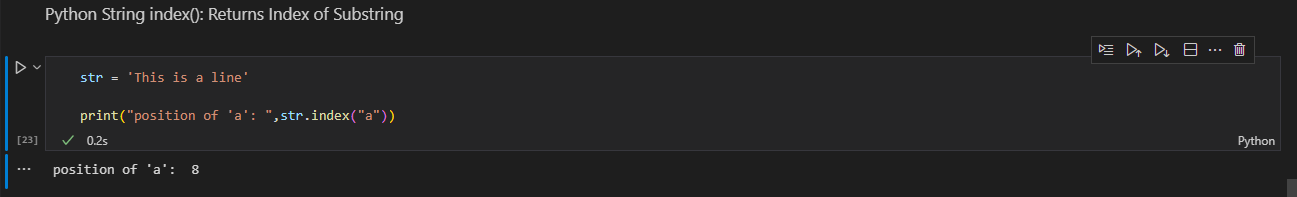 Python String index(): Returns Index of Substring
str = 'This is a line'
print("position of 'a': ",str.index("a"))
[23]
0.2s
Python
position of 'a':  8